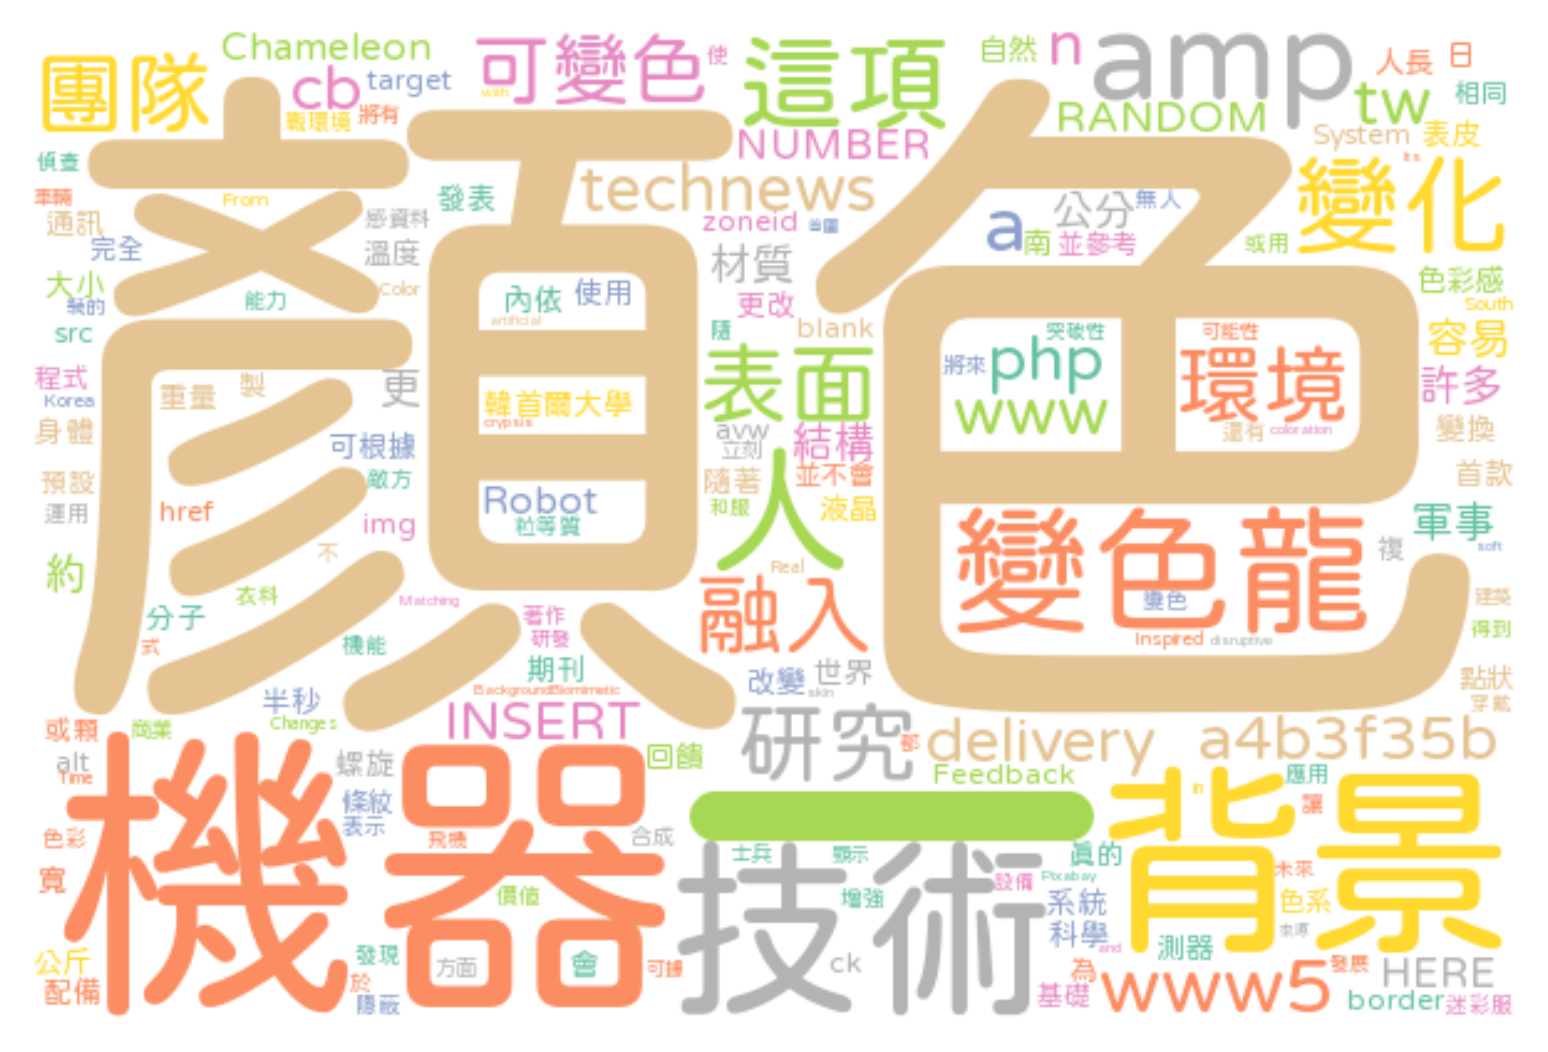 Chameleon
團隊
cb
target
可變色
使
with
這項
自然
n
amp
人長
日
tw
相同
戰環境
將有
NUMBER
RANDOM
System
表皮
Its
偵查
顏色
車輛
From
發表
technews
變化
通訊
感資料
zoneid
a
公分
無人
完全
溫度
南
並參考
或用
大小
Color
材質
色彩感
裝的
能力
內依
使用
更改
South
src
artificial
隨
blank
突破性
可能性
容易
程式
重量
製
更
表面
將來
php
環境
許多
Korea
韓首爾大學
www
crypsis
身體
可根據
avw
立刻
結構
還有
coloration
變換
預設
敵方
隨著
並不會
首款
運用
href
img
Robot
粒等質
和服
人
液晶
變色龍
軍事
複
soft
約
不
Real
衣料
Matching
融入
變色
建築
分子
著作
得到
式
機能
研發
Inspired
disruptive
期刊
改變
世界
點狀
半秒
BackgroundBiomimetic
skin
穿戴
或顆
商業
Changes
INSERT
研究
都
delivery
a4b3f35b
alt
Time
螺旋
回饋
Feedback
in
應用
機器
條紋
表示
一
背景
讓
色彩
飛機
合成
技術
士兵
顯示
真的
寬
價值
增強
設備
Pixabay
未來
系統
色系
科學
and
測器
公斤
發現
方面
會
可據
ck
為
www5
發展
HERE
配備
於
隱蔽
基礎
border
迷彩服